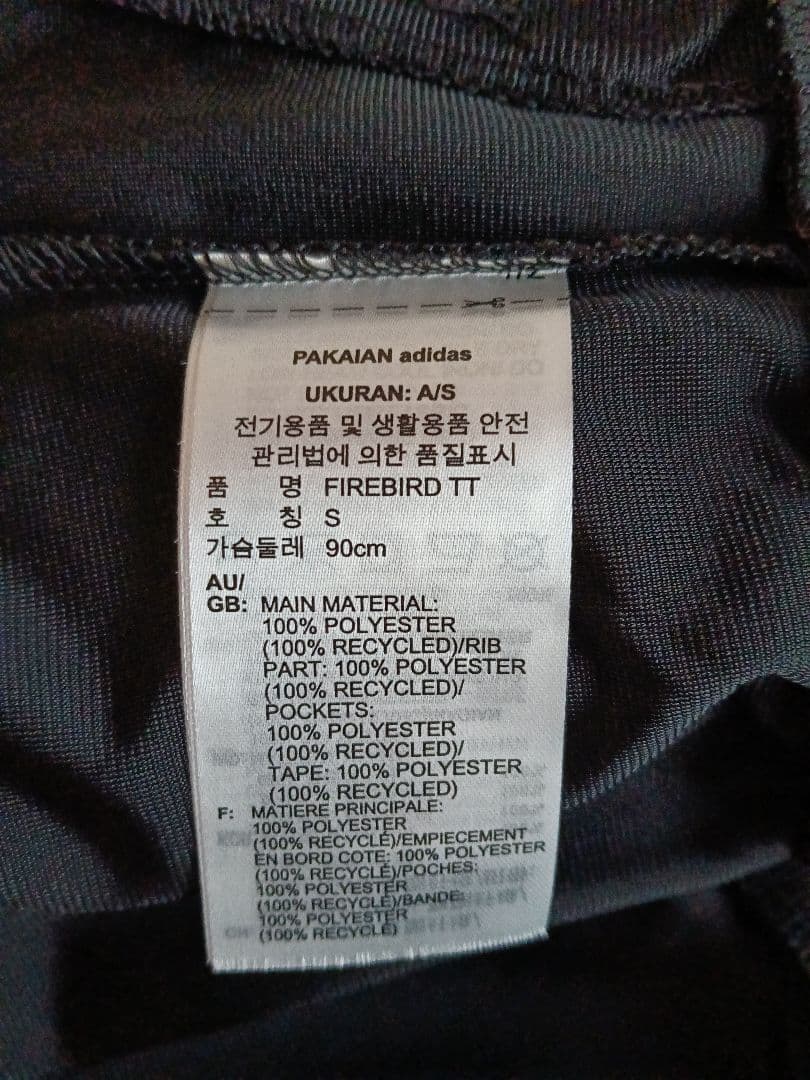 PAKAIAN adidas
UKURAN: A/S
전기용품 및 생활용품 안전
관리법에 의한 품질표시
품 명 FIREBIRD TT
호 칭 S
가슴둘레 90cm
AU/
GB: MAIN MATERIAL:
100% POLYESTER
(100% RECYCLED)/RIB
PART: 100% POLYESTER
(100% RECYCLED)/
POCKETS:
100% POLYESTER
(100% RECYCLED)/
TAPE: 100% POLYESTER
(100% RECYCLED)
F: MATIERE PRINCIPALE:
100% POLYESTER
(100% RECYCLÉ)/EMPIECEMENT
EN BORD COTE: 100% POLYESTER
(100% RECYCLÉ)/POCHES:
100% POLYESTER
(100% RECYCLÉ)/BANDE:
100% POLYESTER
(100% RECYCLÉ)